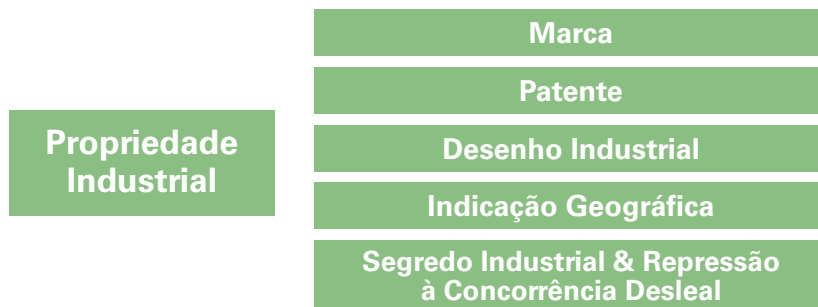 Propriedade
Industrial
Marca
Patente
Desenho Industrial
Indicação Geográfica
Segredo Industrial & Repressão
à Concorrência Desleal